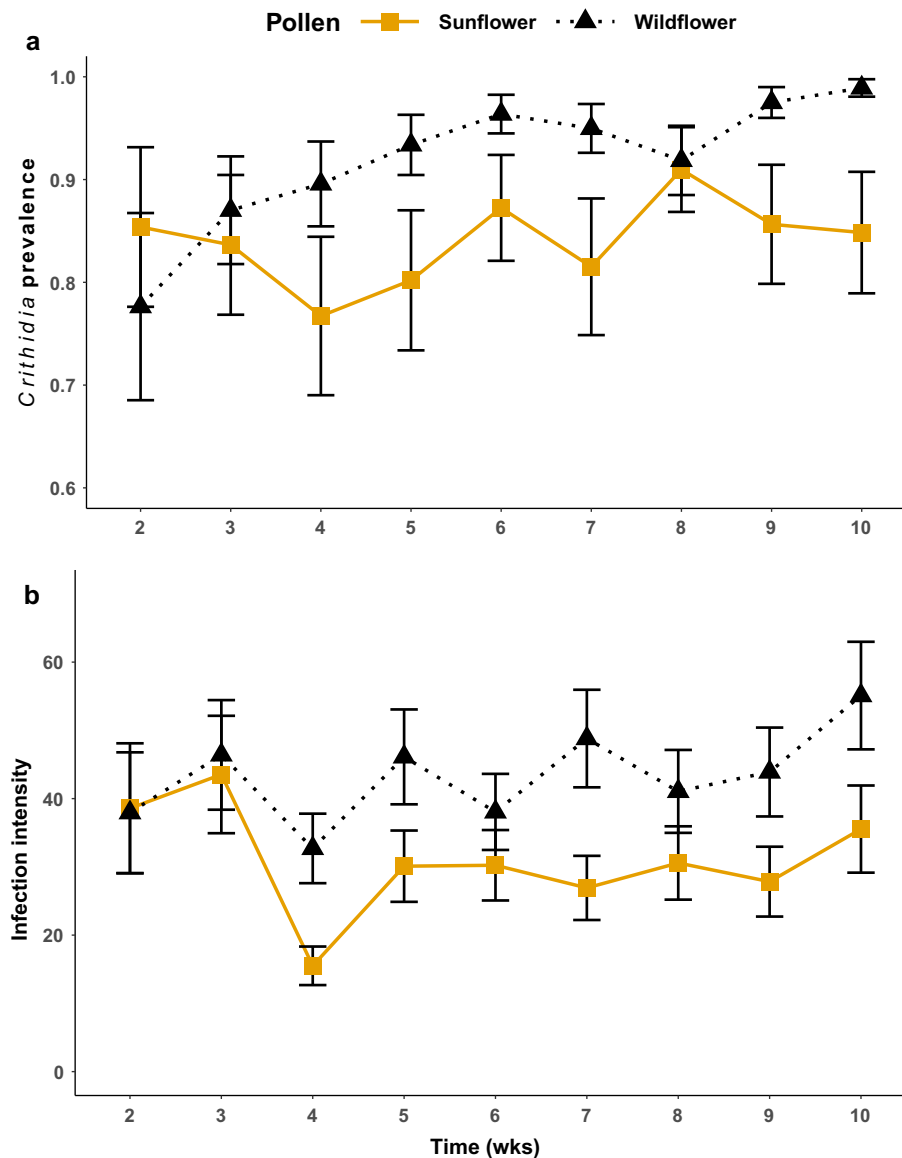 Pollen Sunflower Wildflower
a
1.0
0.9
0.8
0.7
0.6
Crithidia prevalence
2 3 4 5 6 7 8 9 10
b
60
40
20
0
Infection intensity
2 3 4 5 6 7 8 9 10
Time (wks)